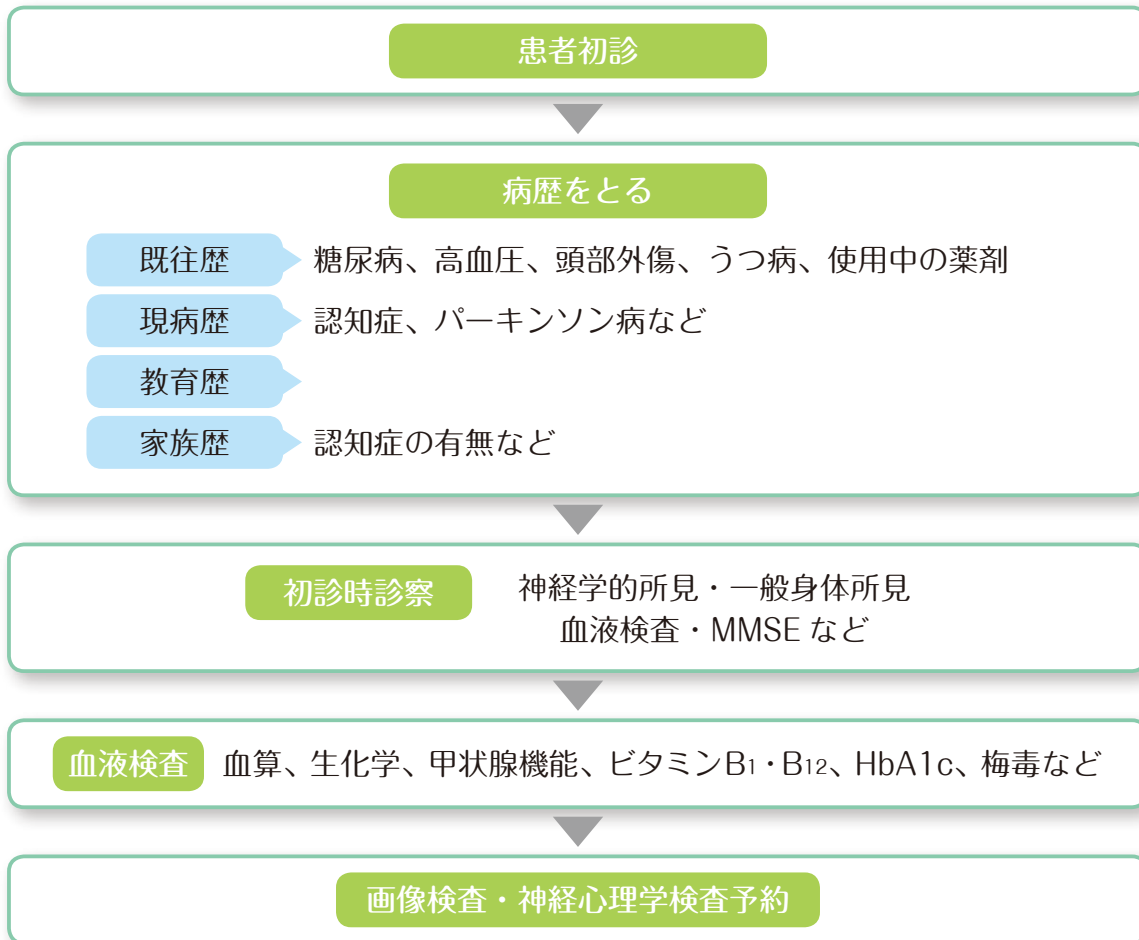 患者初診
病歴をとる
既往歴 糖尿病、高血圧、頭部外傷、うつ病、使用中の薬剤
現病歴 認知症、パーキンソン病など
教育歴
家族歴 認知症の有無など
初診時診察 神経学的所見・一般身体所見
血液検査・MMSE など
血液検査 血算、生化学、甲状腺機能、ビタミンB1・B12、HbA1c、梅毒など
画像検査・神経心理学検査予約